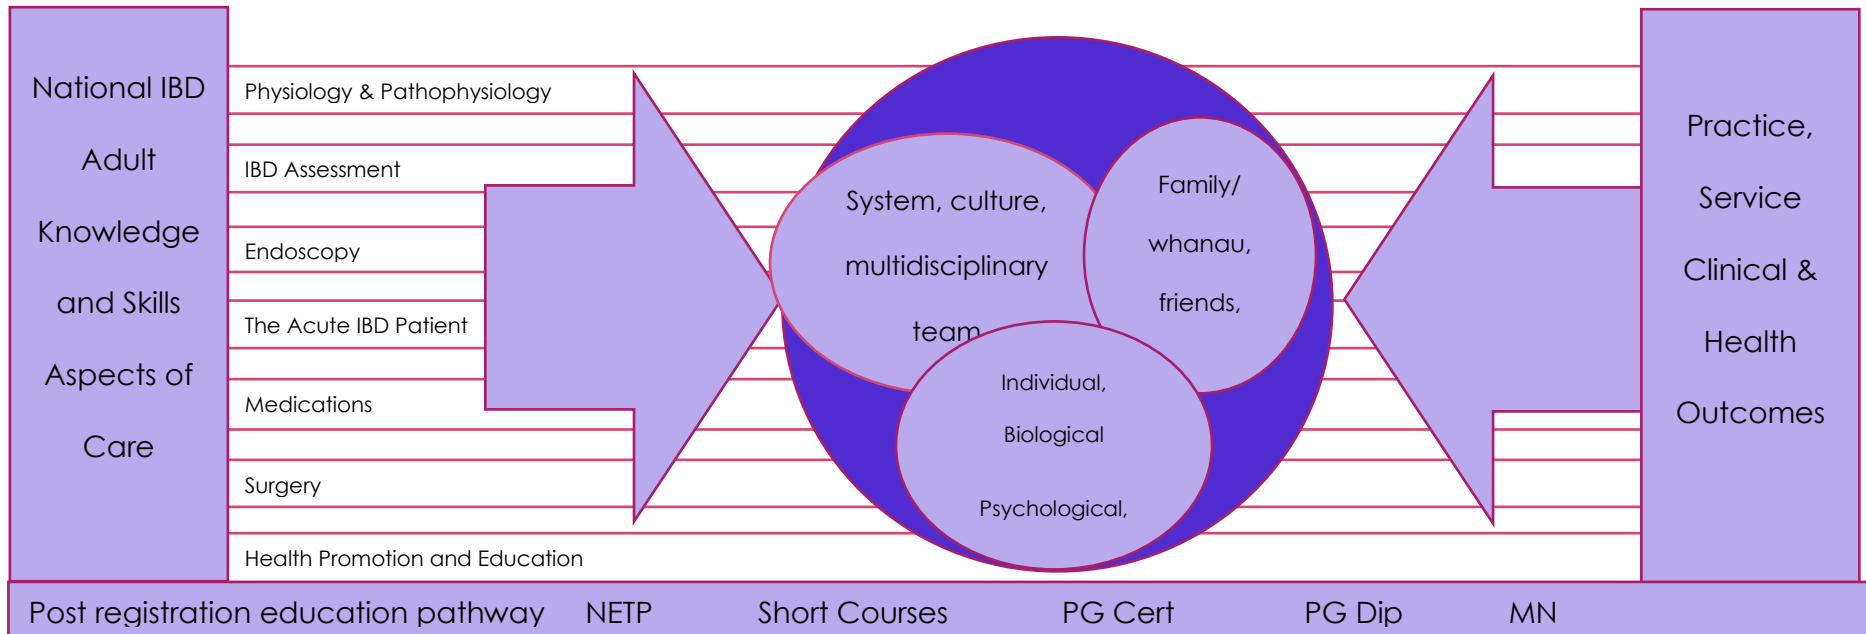 National IBD
Adult
Knowledge
and Skills
Aspects of
Care
Physiology & Pathophysiology
IBD Assessment
Endoscopy
The Acute IBD Patient
Medications
Surgery
Health Promotion and Education
System, culture,
multidisciplinary
team
Family/
whanau,
friends,
Individual,
Biological
Psychological,
Practice,
Service
Clinical &
Health
Outcomes
Post registration education pathway NETP Short Courses PG Cert PG Dip MN